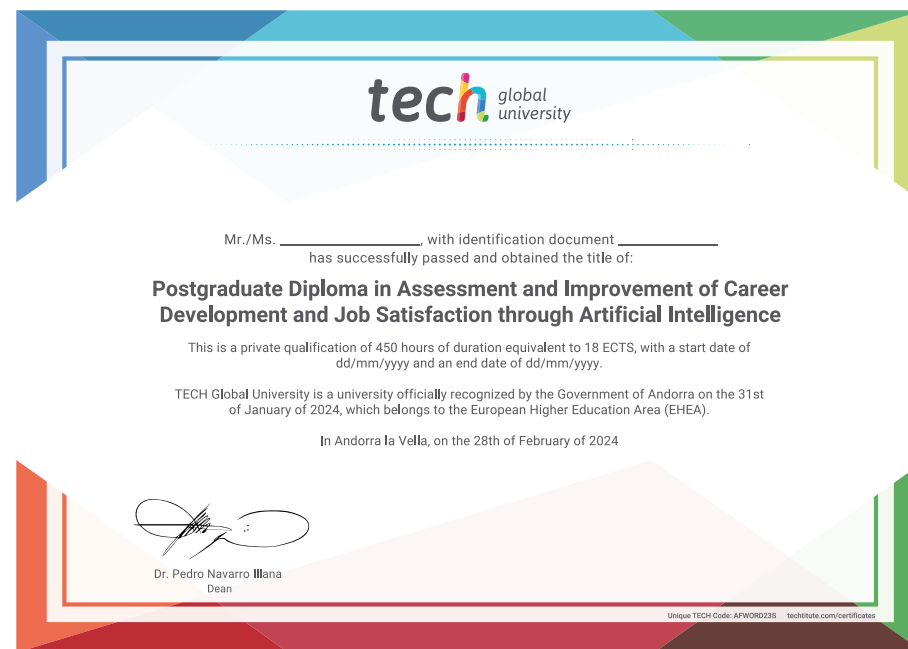 tech global university
Mr./Ms. ____________, with identification document ____________
has successfully passed and obtained the title of:
Postgraduate Diploma in Assessment and Improvement of Career
Development and Job Satisfaction through Artificial Intelligence
This is a private qualification of 450 hours of duration equivalent to 18 ECTS, with a start date of
dd/mm/yyyy and an end date of dd/mm/yyyy.
TECH Global University is a university officially recognized by the Government of Andorra on the 31st
of January of 2024, which belongs to the European Higher Education Area (EHEA).
In Andorra la Vella, on the 28th of February of 2024
Dr. Pedro Navarro Illana
Dean
Unique TECH Code: AFWORD23S techtitute.com/certificates